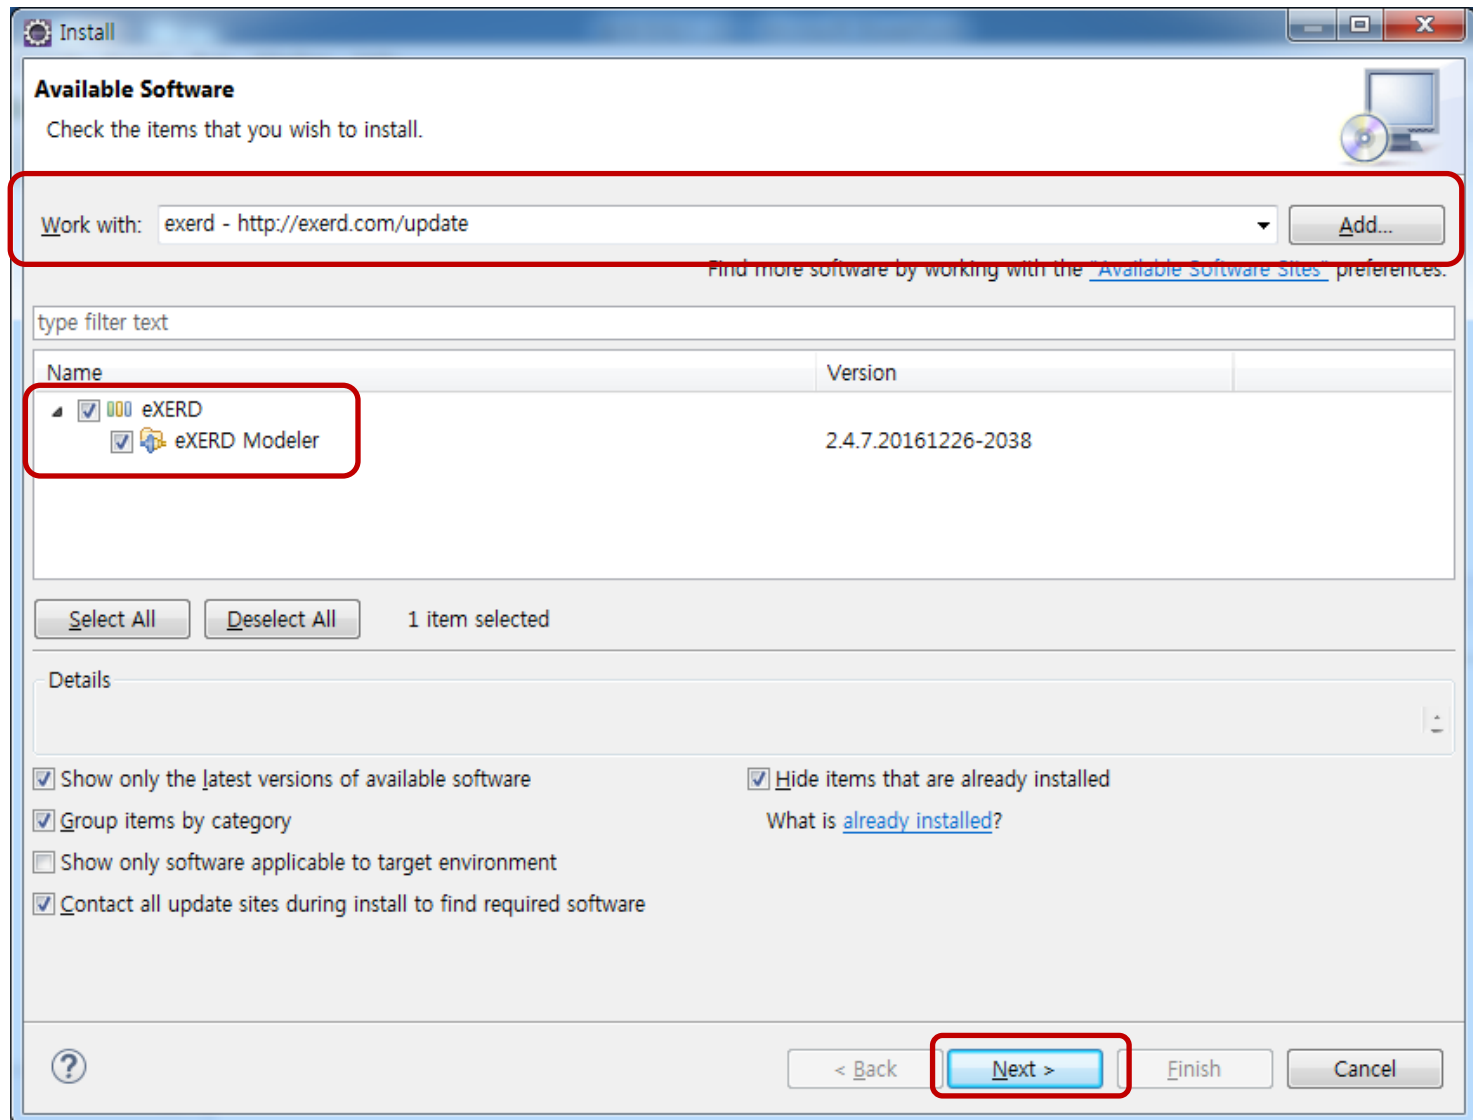 Install
Available Software
Check the items that you wish to install.
Work with: exerd - http://exerd.com/update Add...
Find more software by working with the "Available Software Sites" preferences.
type filter text
Name Version
eXERD
eXERD Modeler 2.4.7.20161226-2038
Select All Deselect All 1 item selected
Details
Show only the latest versions of available software Hide items that are already installed
Group items by category What is already installed?
Show only software applicable to target environment
Contact all update sites during install to find required software
? < Back Next > Finish Cancel